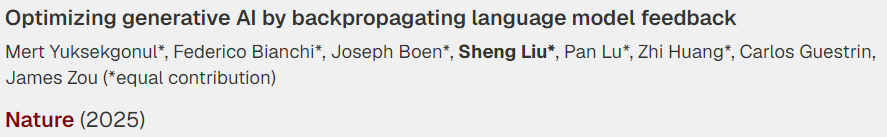 Optimizing generative AI by backpropagating language model feedback
Mert Yuksekgonul*, Federico Bianchi*, Joseph Boen*, Sheng Liu*, Pan Lu*, Zhi Huang*, Carlos Guestrin,
James Zou (*equal contribution)
Nature (2025)